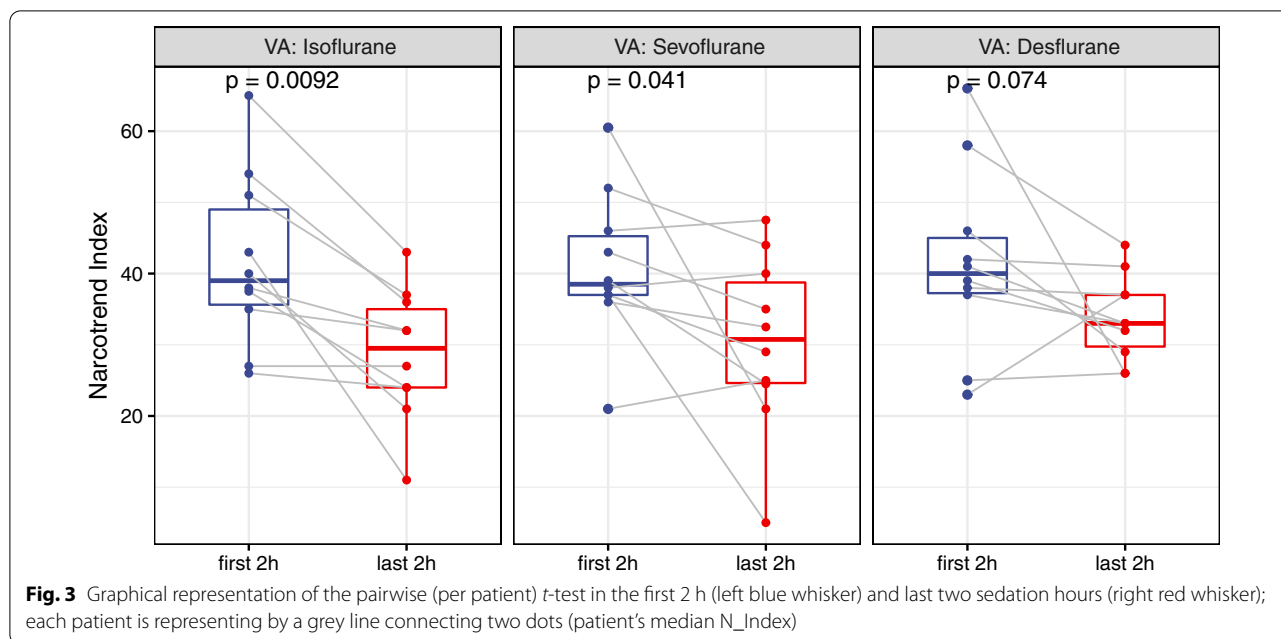 VA: Isoflurane
VA: Sevoflurane
VA: Desflurane
p = 0.0092
p = 0.041
p = 0.074
Narcotrend Index
60
40
20
first 2h
last 2h
first 2h
last 2h
first 2h
last 2h
Fig. 3 Graphical representation of the pairwise (per patient) t-test in the first 2 h (left blue whisker) and last two sedation hours (right red whisker);
each patient is representing by a grey line connecting two dots (patient's median N_Index)